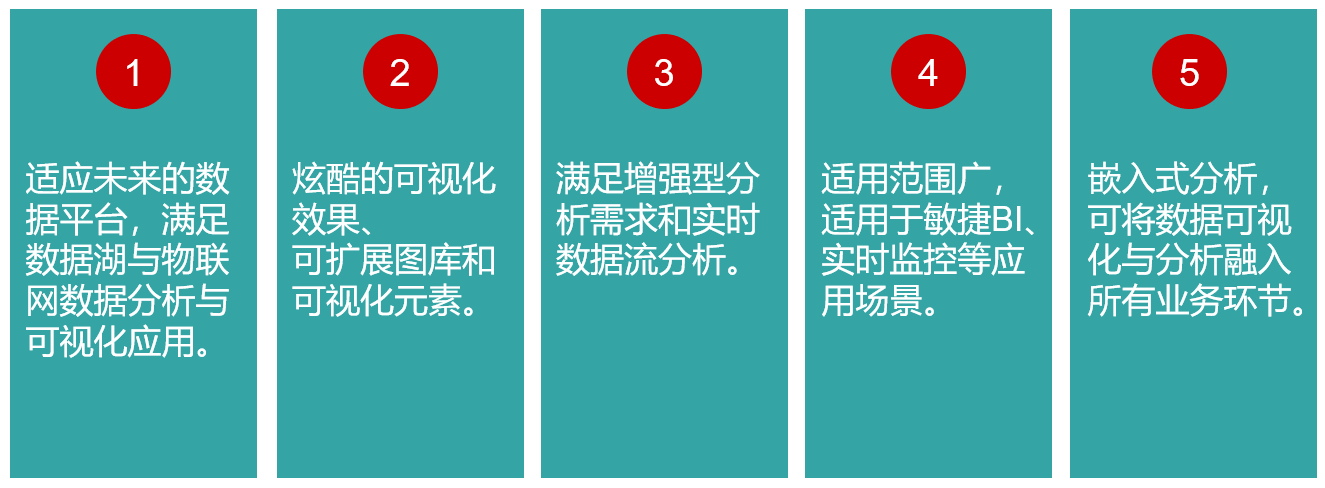 1
适应未来的数
据平台，满足
数据湖与物联
网数据分析与
可视化应用。
2
炫酷的可视化
效果、
可扩展图库和
可视化元素。
3
满足增强型分
析需求和实时
数据流分析。
4
适用范围广，
适用于敏捷BI、
实时监控等应
用场景。
5
嵌入式分析，
可将数据可视
化与分析融入
所有业务环节。